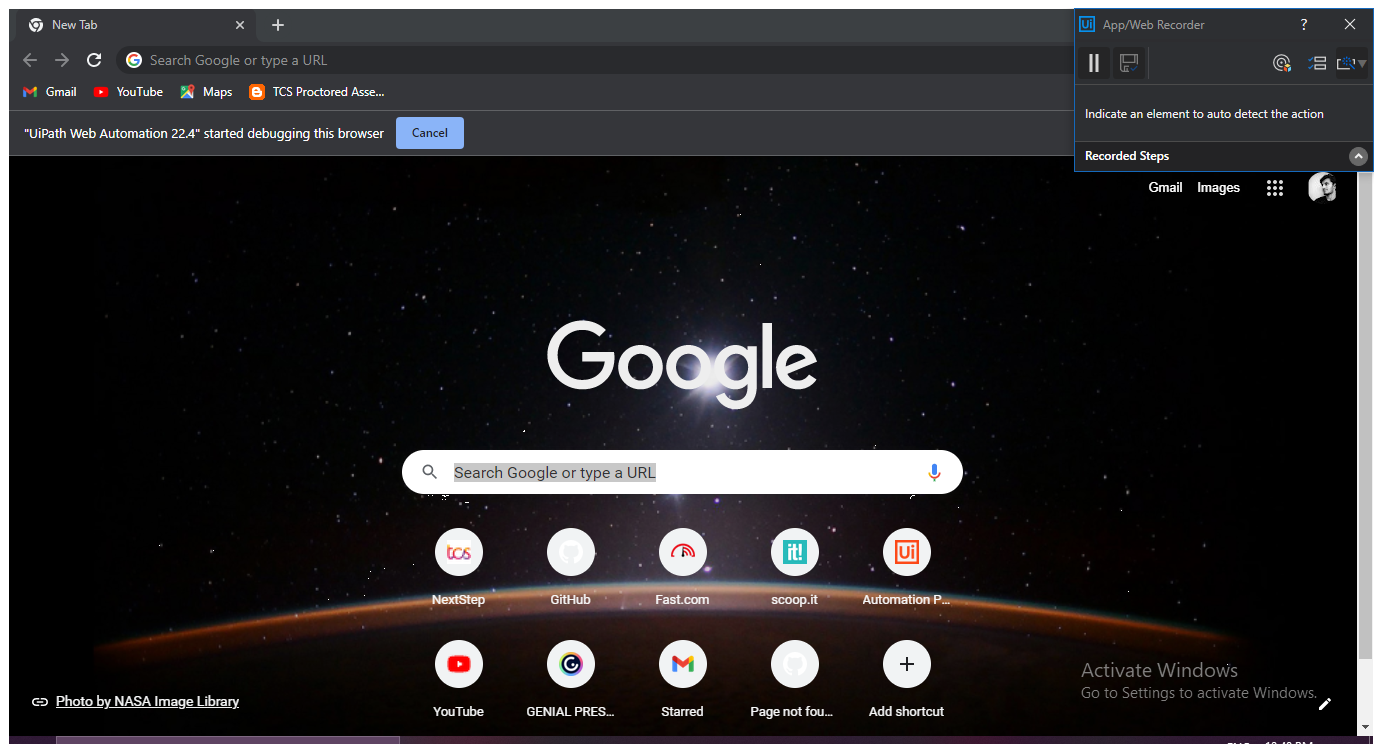 New Tab
App/Web Recorder
?
Search Google or type a URL
Gmail YouTube Maps TCS Proctored Asse...
Indicate an element to auto detect the action
"UiPath Web Automation 22.4" started debugging this browser Cancel
Recorded Steps
Gmail Images
Google
Search Google or type a URL
tcs it! Ui
NextStep GitHub Fast.com scoop.it Automation P...
YouTube GENIAL PRES... Starred Page not fou... Add shortcut
Activate Windows
Go to Settings to activate Windows.
Photo by NASA Image Library